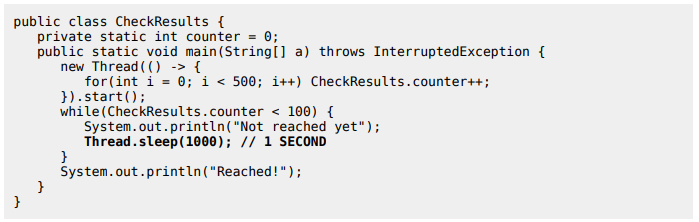 public class CheckResults {
   private static int counter = 0;
   public static void main(String[] a) throws InterruptedException {
      new Thread(() -> {
         for(int i = 0; i < 500; i++) CheckResults.counter++;
      }).start();
      while(CheckResults.counter < 100) {
         System.out.println("Not reached yet");
         Thread.sleep(1000); // 1 SECOND
      }
      System.out.println("Reached!");
   }
}